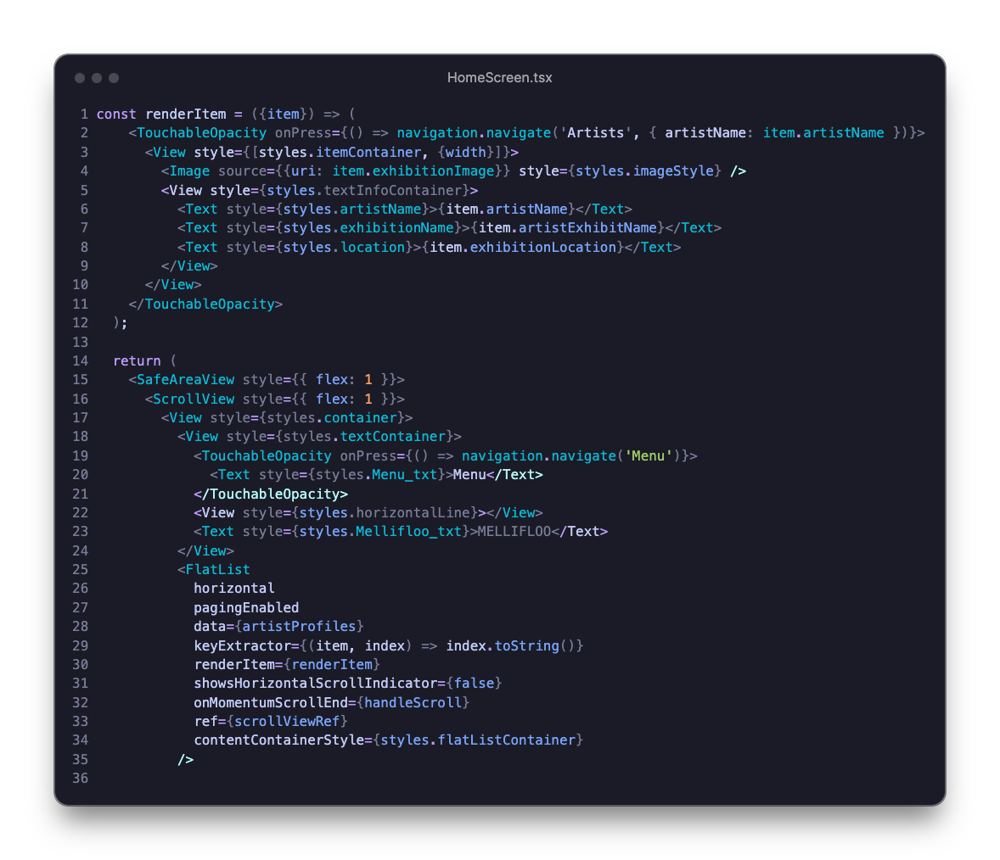 HomeScreen.tsx
1 const renderItem = ({item}) => (
2     <TouchableOpacity onPress={() => navigation.navigate('Artists', { artistName: item.artistName })}>
3       <View style={[styles.itemContainer, {width}]}>
4         <Image source={{uri: item.exhibitionImage}} style={styles.imageStyle} />
5         <View style={styles.textInfoContainer}>
6           <Text style={styles.artistName}>{item.artistName}</Text>
7           <Text style={styles.exhibitionName}>{item.artistExhibitName}</Text>
8           <Text style={styles.location}>{item.exhibitionLocation}</Text>
9         </View>
10       </View>
11     </TouchableOpacity>
12   );
13
14   return (
15     <SafeAreaView style={{ flex: 1 }}>
16       <ScrollView style={{ flex: 1 }}>
17         <View style={styles.container}>
18           <View style={styles.textContainer}>
19             <TouchableOpacity onPress={() => navigation.navigate('Menu')}>
20               <Text style={styles.Menu_txt}>Menu</Text>
21             </TouchableOpacity>
22             <View style={styles.horizontalLine}></View>
23             <Text style={styles.Mellifloo_txt}>MELLIFLOO</Text>
24           </View>
25           <FlatList
26             horizontal
27             pagingEnabled
28             data={artistProfiles}
29             keyExtractor={(item, index) => index.toString()}
30             renderItem={renderItem}
31             showsHorizontalScrollIndicator={false}
32             onMomentumScrollEnd={handleScroll}
33             ref={scrollViewRef}
34             contentContainerStyle={styles.flatListContainer}
35           />
36